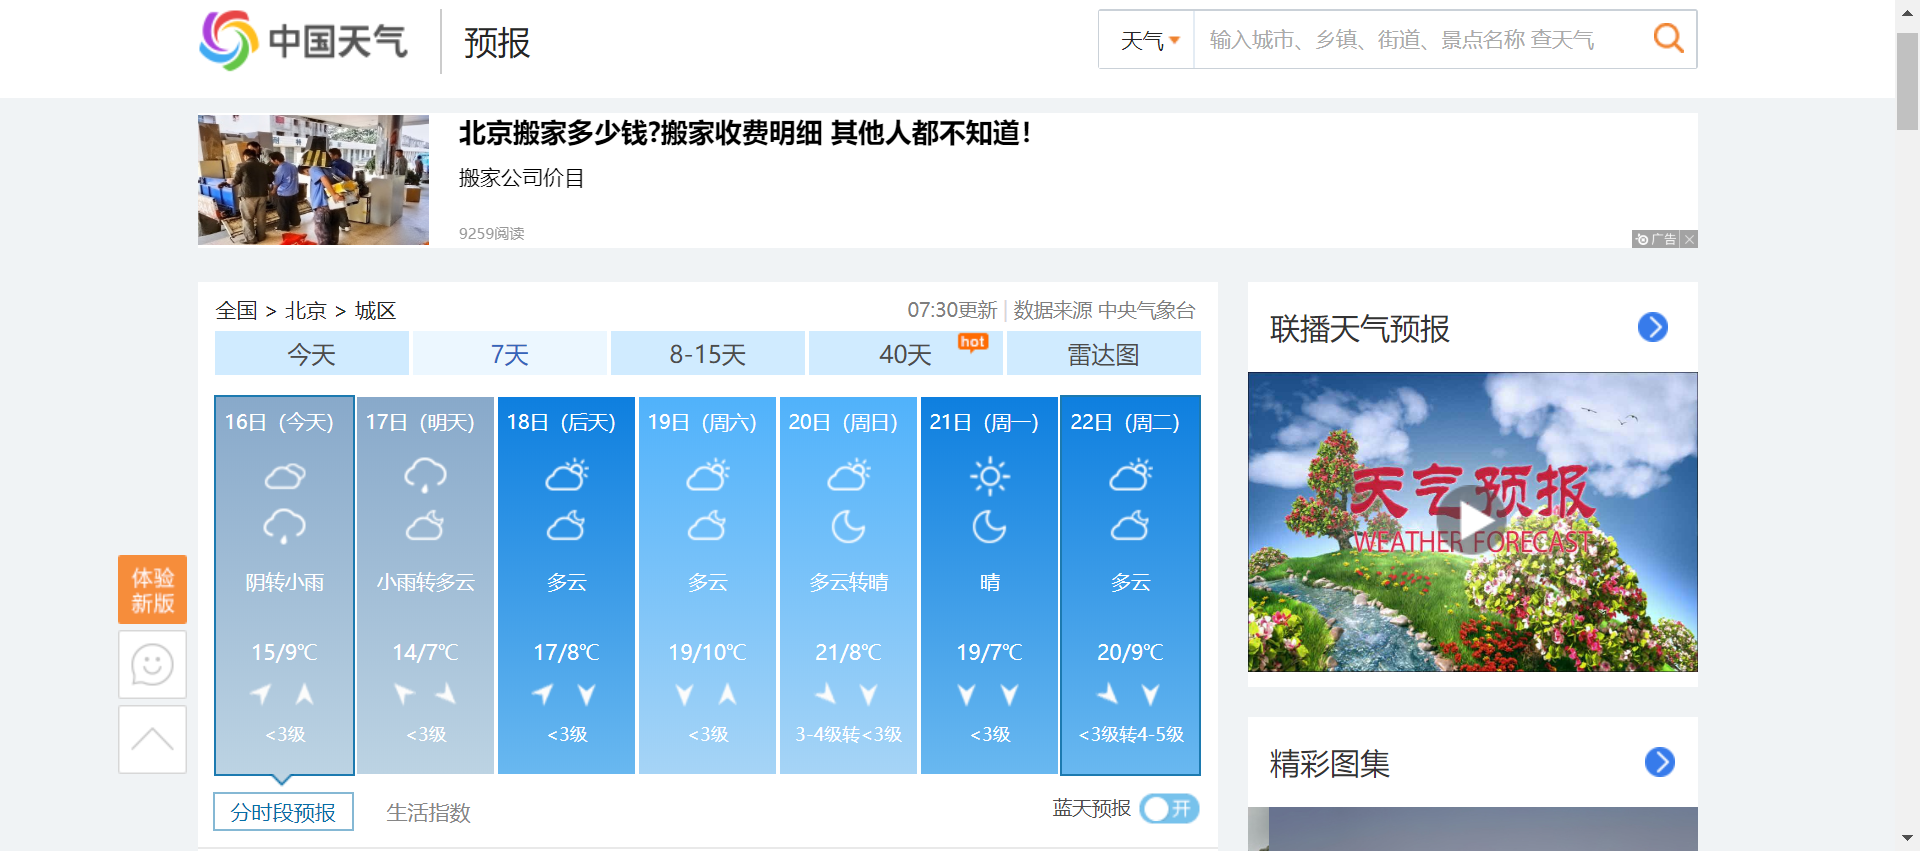 中国天气 预报
天气 输入城市、乡镇、街道、景点名称 查天气
北京搬家多少钱?搬家收费明细 其他人都不知道!
搬家公司价目
9259阅读
广告
全国 > 北京 > 城区
07:30更新 | 数据来源 中央气象台
今天 7天 8-15天 40天 hot 雷达图
16日（今天） 17日（明天） 18日（后天） 19日（周六） 20日（周日） 21日（周一） 22日（周二）
阴转小雨 小雨转多云 多云 多云 多云转晴 晴 多云
15/9℃ 14/7℃ 17/8℃ 19/10℃ 21/8℃ 19/7℃ 20/9℃
<3级 <3级 <3级 <3级 3-4级转<3级 <3级 <3级转4-5级
分时段预报 生活指数 蓝天预报 开
体验
新版
联播天气预报
天气预报
WEATHER FORECAST
精彩图集